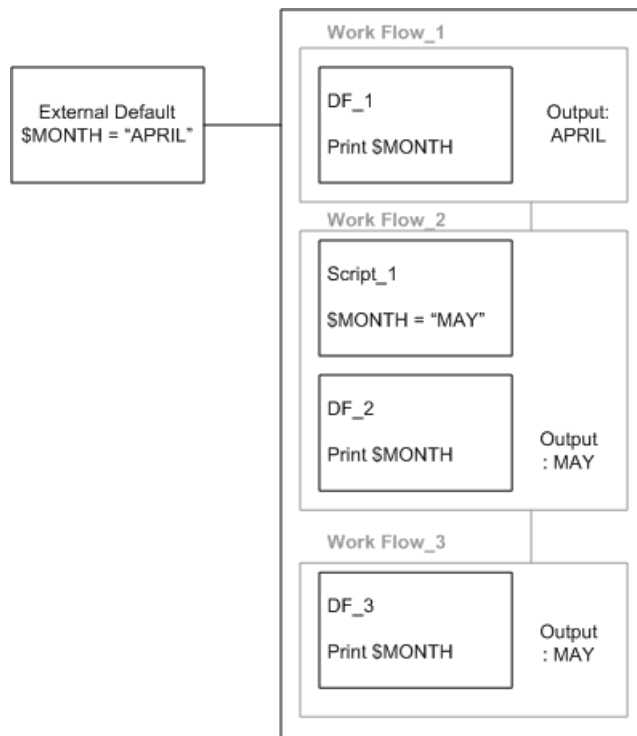 External Default
$MONTH = “APRIL”
Work Flow_1
DF_1
Print $MONTH
Output:
APRIL
Work Flow_2
Script_1
$MONTH = “MAY”
DF_2
Print $MONTH
Output
: MAY
Work Flow_3
DF_3
Print $MONTH
Output
: MAY